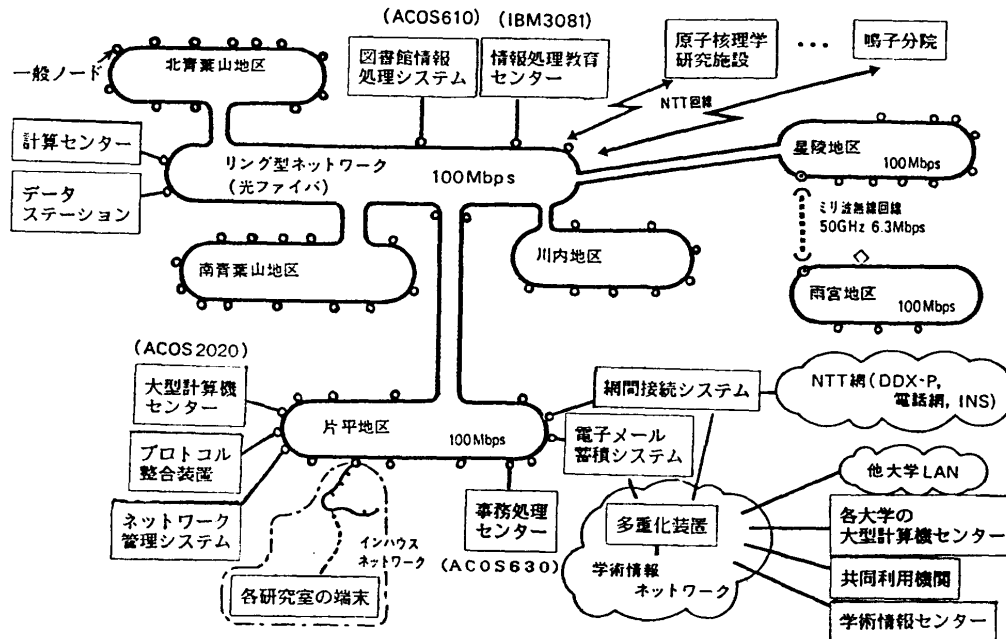 (ACOS610) (IBM3081)
図書館情報
処理システム
情報処理教育
センター
原子核理学
研究施設
・・・
鳴子分院
一般ノード
北青葉山地区
NTT回線
計算センター
データ
ステーション
リング型ネットワーク
(光ファイバ)
100Mbps
星陵地区
100Mbps
ミリ波無線回線
50GHz 6.3Mbps
南青葉山地区
川内地区
雨宮地区
100Mbps
(ACOS2020)
大型計算機
センター
プロトコル
整合装置
ネットワーク
管理システム
片平地区
100Mbps
網間接続システム
NTT網(DDX-P,
電話網, INS)
電子メール
蓄積システム
事務処理
センター
(ACOS630)
インハウス
ネットワーク
各研究室の端末
多重化装置
学術情報
ネットワーク
他大学LAN
各大学の
大型計算機センター
共同利用機関
学術情報センター